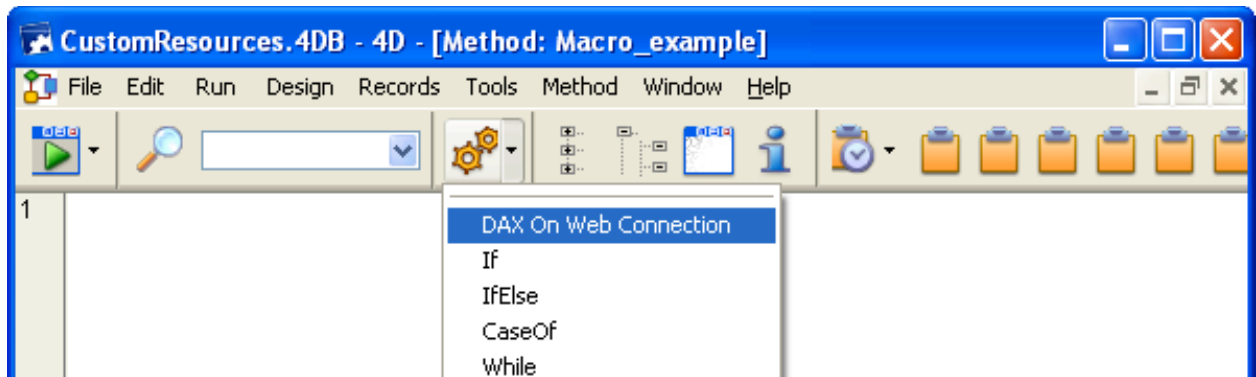 CustomResources.4DB - 4D - [Method: Macro_example]
File Edit Run Design Records Tools Method Window Help
1
DAX On Web Connection
If
IfElse
CaseOf
While